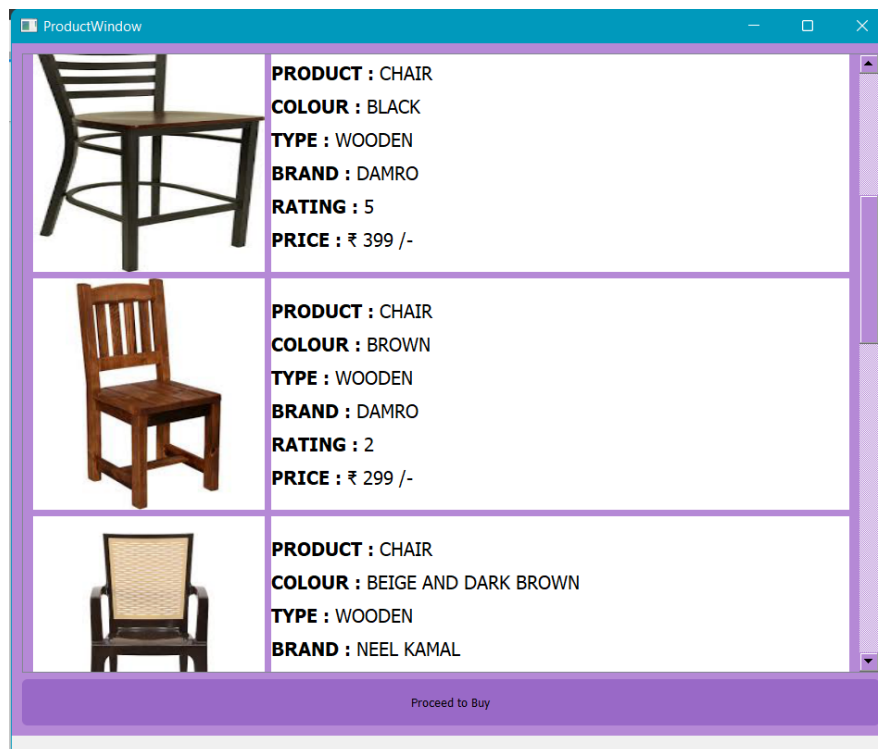 ProductWindow
PRODUCT : CHAIR
COLOUR : BLACK
TYPE : WOODEN
BRAND : DAMRO
RATING : 5
PRICE : ₹ 399 /-
PRODUCT : CHAIR
COLOUR : BROWN
TYPE : WOODEN
BRAND : DAMRO
RATING : 2
PRICE : ₹ 299 /-
PRODUCT : CHAIR
COLOUR : BEIGE AND DARK BROWN
TYPE : WOODEN
BRAND : NEEL KAMAL
Proceed to Buy